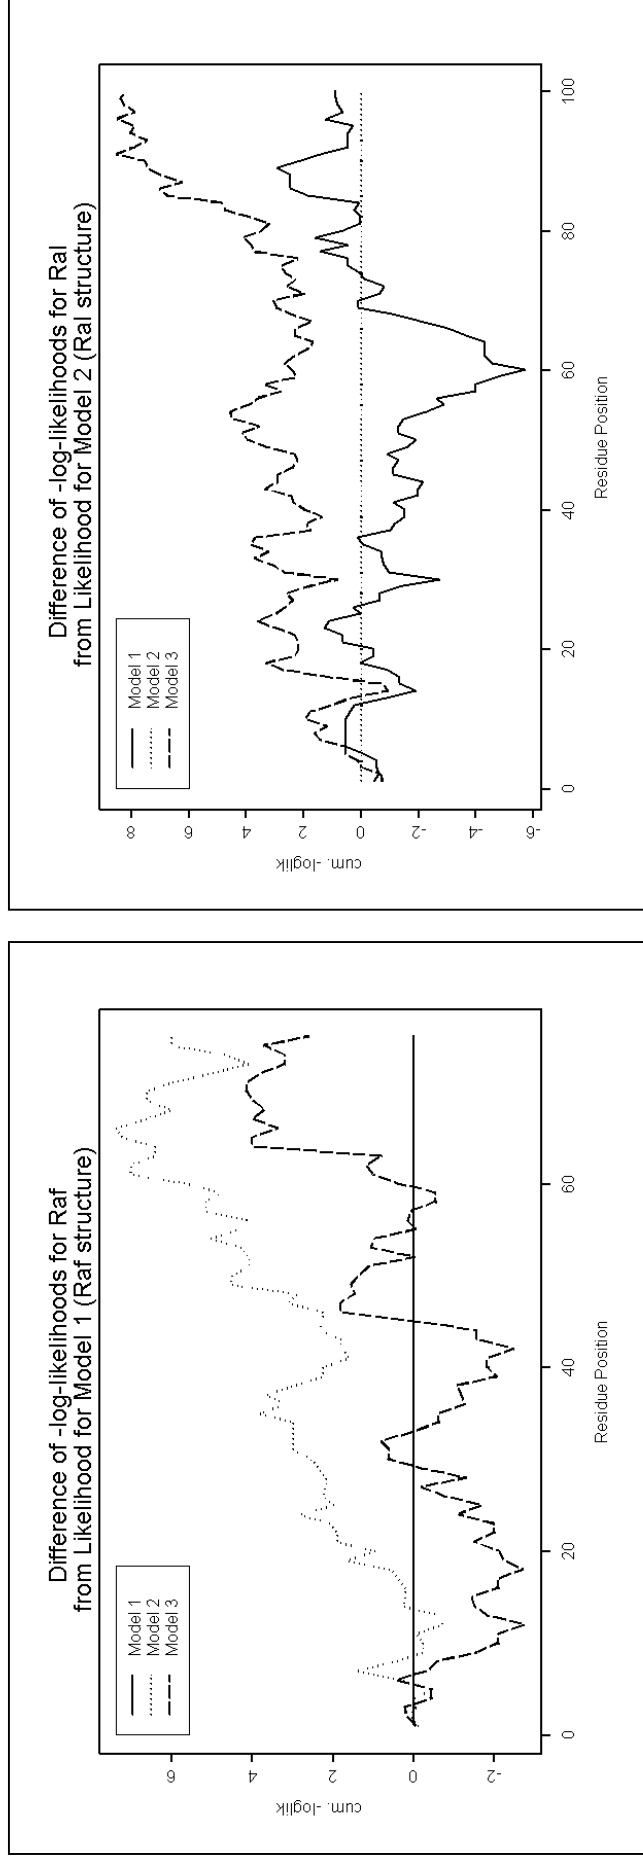 Difference of -log-likelihoods for Raf
from Likelihood for Model 1 (Raf structure)
Model 1
Model 2
Model 3
cum. -loglik
6
4
2
0
-2
0 20 40 60
Residue Position
Difference of -log-likelihoods for Ral
from Likelihood for Model 2 (Ral structure)
Model 1
Model 2
Model 3
cum. -loglik
8
6
4
2
0
-2
-4
-6
0 20 40 60 80 100
Residue Position